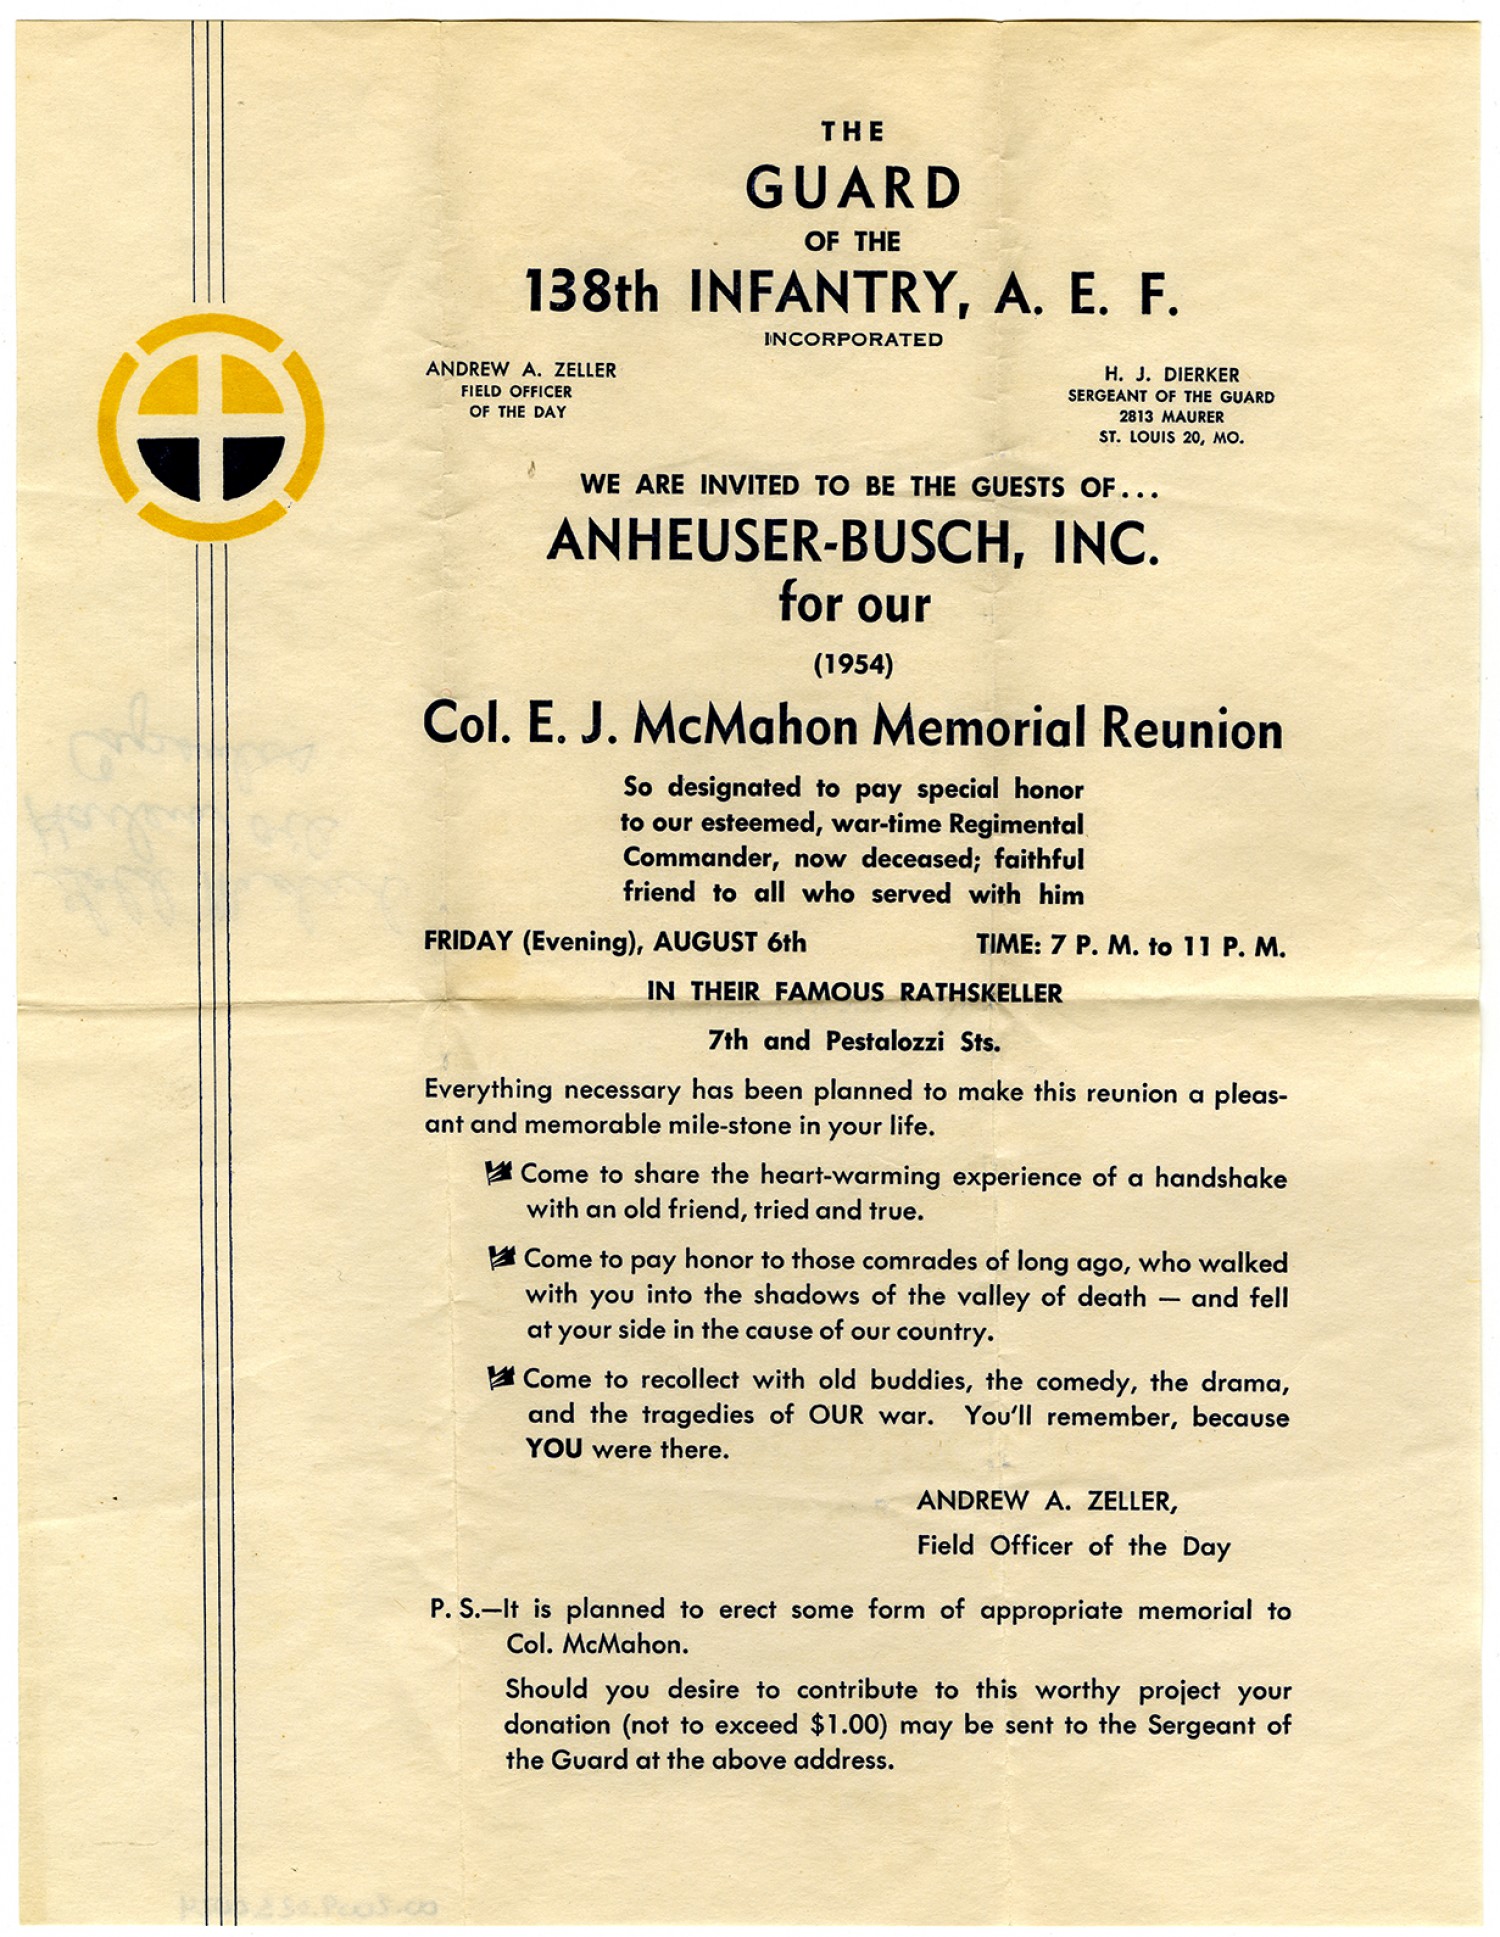 THE
GUARD
OF THE
138th INFANTRY, A. E. F.
INCORPORATED
ANDREW A. ZELLER
FIELD OFFICER
OF THE DAY
H. J. DIERKER
SERGEANT OF THE GUARD
2813 MAURER
ST. LOUIS 20, MO.
WE ARE INVITED TO BE THE GUESTS OF...
ANHEUSER-BUSCH, INC.
for our
(1954)
Col. E. J. McMahon Memorial Reunion
So designated to pay special honor
to our esteemed, war-time Regimental
Commander, now deceased; faithful
friend to all who served with him
FRIDAY (Evening), AUGUST 6th TIME: 7 P. M. to 11 P. M.
IN THEIR FAMOUS RATHSKELLER
7th and Pestalozzi Sts.
Everything necessary has been planned to make this reunion a pleas-
ant and memorable mile-stone in your life.
Come to share the heart-warming experience of a handshake
with an old friend, tried and true.
Come to pay honor to those comrades of long ago, who walked
with you into the shadows of the valley of death — and fell
at your side in the cause of our country.
Come to recollect with old buddies, the comedy, the drama,
and the tragedies of OUR war. You'll remember, because
YOU were there.
ANDREW A. ZELLER,
Field Officer of the Day
P. S.—It is planned to erect some form of appropriate memorial to
Col. McMahon.
Should you desire to contribute to this worthy project your
donation (not to exceed $1.00) may be sent to the Sergeant of
the Guard at the above address.